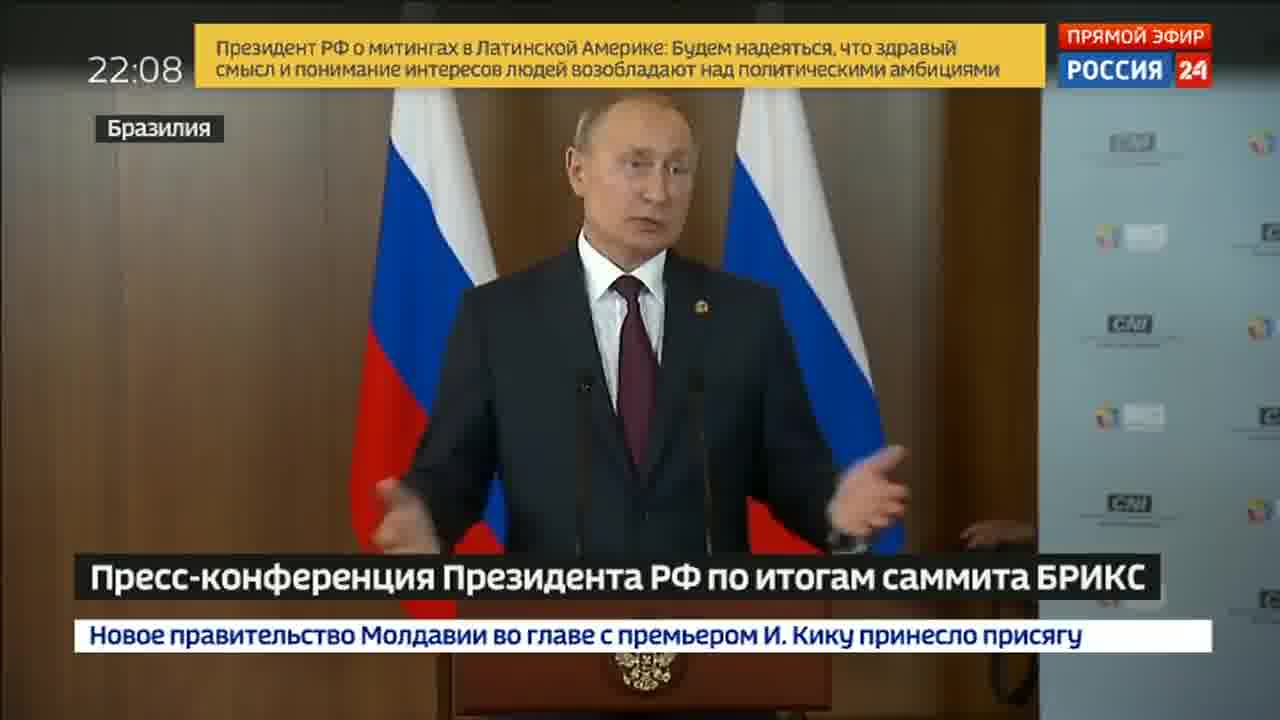 22:08
Президент РФ о митингах в Латинской Америке: Будем надеяться, что здравый
смысл и понимание интересов людей возобладают над политическими амбициями
ПРЯМОЙ ЭФИР
РОССИЯ 24
Бразилия
CNI
CNI
CNI
Пресс-конференция Президента РФ по итогам саммита БРИКС
Новое правительство Молдавии во главе с премьером И. Кику принесло присягу